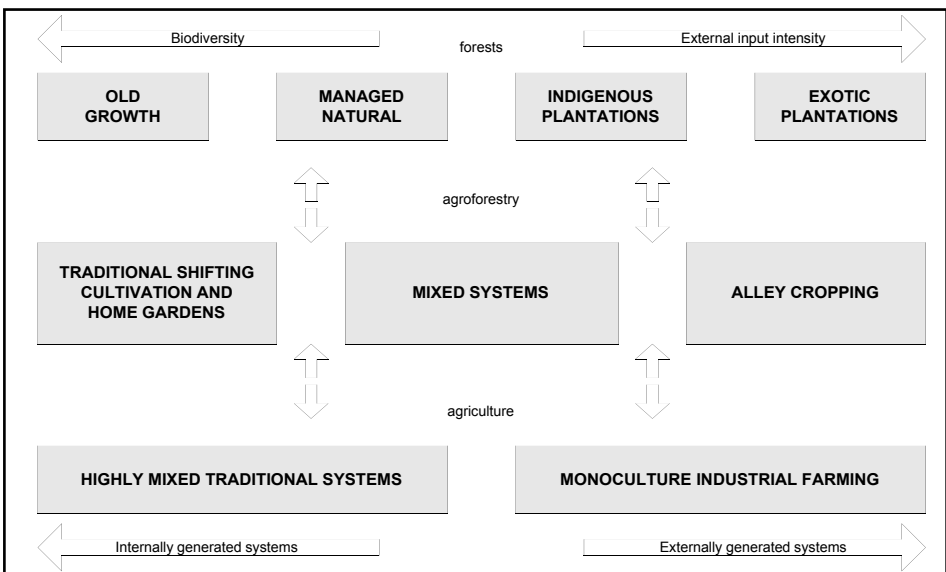 Biodiversity
External input intensity
forests
OLD
GROWTH
MANAGED
NATURAL
INDIGENOUS
PLANTATIONS
EXOTIC
PLANTATIONS
agroforestry
TRADITIONAL SHIFTING
CULTIVATION AND
HOME GARDENS
MIXED SYSTEMS
ALLEY CROPPING
agriculture
HIGHLY MIXED TRADITIONAL SYSTEMS
MONOCULTURE INDUSTRIAL FARMING
Internally generated systems
Externally generated systems